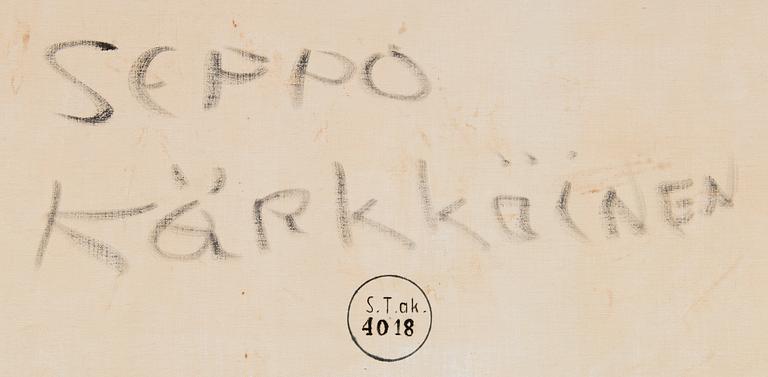 SEPPO
KÄRKKÄINEN
S.T.ak.
4018